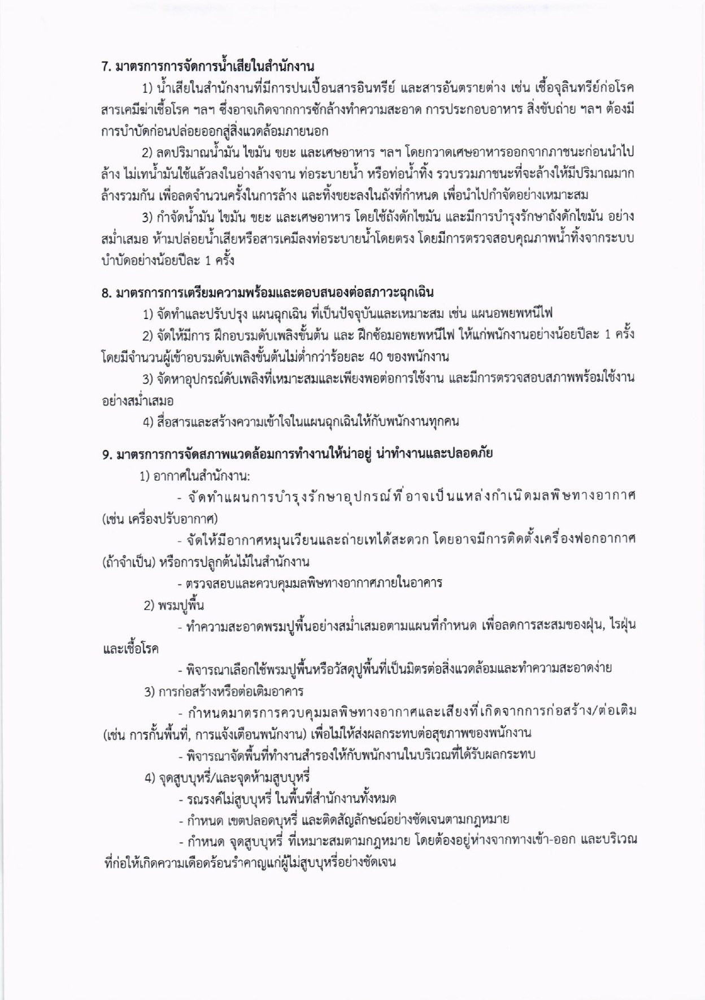 7. มาตรการการจัดการน้ำเสียในสำนักงาน
1) น้ำเสียในสำนักงานที่มีการปนเปื้อนสารอินทรีย์ และสารอันตรายต่าง เช่น เชื้อจุลินทรีย์ก่อโรค
สารเคมีฆ่าเชื้อโรค ฯลฯ ซึ่งอาจเกิดจากการซักล้างทำความสะอาด การประกอบอาหาร สิ่งขับถ่าย ฯลฯ ต้องมี
การบำบัดก่อนปล่อยออกสู่สิ่งแวดล้อมภายนอก
2) ลดปริมาณน้ำมัน ไขมัน ขยะ และเศษอาหาร ฯลฯ โดยกวาดเศษอาหารออกจากภาชนะก่อนนำไป
ล้าง ไม่เทน้ำมันใช้แล้วลงในอ่างล้างจาน ท่อระบายน้ำ หรือท่อน้ำทิ้ง รวบรวมภาชนะที่จะล้างให้มีปริมาณมาก
ล้างรวมกัน เพื่อลดจำนวนครั้งในการล้าง และทิ้งขยะลงในถังที่กำหนด เพื่อนำไปกำจัดอย่างเหมาะสม
3) กำจัดน้ำมัน ไขมัน ขยะ และเศษอาหาร โดยใช้ถังดักไขมัน และมีการบำรุงรักษาถังดักไขมัน อย่าง
สม่ำเสมอ ห้ามปล่อยน้ำเสียหรือสารเคมีลงท่อระบายน้ำโดยตรง โดยมีการตรวจสอบคุณภาพน้ำทิ้งจากระบบ
บำบัดอย่างน้อยปีละ 1 ครั้ง
8. มาตรการการเตรียมความพร้อมและตอบสนองต่อสภาวะฉุกเฉิน
1) จัดทำและปรับปรุง แผนฉุกเฉิน ที่เป็นปัจจุบันและเหมาะสม เช่น แผนอพยพหนีไฟ
2) จัดให้มีการ ฝึกอบรมดับเพลิงขั้นต้น และ ฝึกซ้อมอพยพหนีไฟ ให้แก่พนักงานอย่างน้อยปีละ 1 ครั้ง
โดยมีจำนวนผู้เข้าอบรมดับเพลิงขั้นต้นไม่ต่ำกว่าร้อยละ 40 ของพนักงาน
3) จัดหาอุปกรณ์ดับเพลิงที่เหมาะสมและเพียงพอต่อการใช้งาน และมีการตรวจสอบสภาพพร้อมใช้งาน
อย่างสม่ำเสมอ
4) สื่อสารและสร้างความเข้าใจในแผนฉุกเฉินให้กับพนักงานทุกคน
9. มาตรการการจัดสภาพแวดล้อมการทำงานให้น่าอยู่ น่าทำงานและปลอดภัย
1) อากาศในสำนักงาน:
- จัดทำแผนการบำรุงรักษาอุปกรณ์ที่อาจเป็นแหล่งกำเนิดมลพิษทางอากาศ
(เช่น เครื่องปรับอากาศ)
- จัดให้มีอากาศหมุนเวียนและถ่ายเทได้สะดวก โดยอาจมีการติดตั้งเครื่องฟอกอากาศ
(ถ้าจำเป็น) หรือการปลูกต้นไม้ในสำนักงาน
- ตรวจสอบและควบคุมมลพิษทางอากาศภายในอาคาร
2) พรมปูพื้น
- ทำความสะอาดพรมปูพื้นอย่างสม่ำเสมอตามแผนที่กำหนด เพื่อลดการสะสมของฝุ่น, ไรฝุ่น
และเชื้อโรค
- พิจารณาเลือกใช้พรมปูพื้นหรือวัสดุปูพื้นที่เป็นมิตรต่อสิ่งแวดล้อมและทำความสะอาดง่าย
3) การก่อสร้างหรือต่อเติมอาคาร
- กำหนดมาตรการควบคุมมลพิษทางอากาศและเสียงที่เกิดจากการก่อสร้าง/ต่อเติม
(เช่น การกั้นพื้นที่, การแจ้งเตือนพนักงาน) เพื่อไม่ให้ส่งผลกระทบต่อสุขภาพของพนักงาน
- พิจารณาจัดพื้นที่ทำงานสำรองให้กับพนักงานในบริเวณที่ได้รับผลกระทบ
4) จุดสูบบุหรี่/และจุดห้ามสูบบุหรี่
- รณรงค์ไม่สูบบุหรี่ ในพื้นที่สำนักงานทั้งหมด
- กำหนด เขตปลอดบุหรี่ และติดสัญลักษณ์อย่างชัดเจนตามกฎหมาย
- กำหนด จุดสูบบุหรี่ ที่เหมาะสมตามกฎหมาย โดยต้องอยู่ห่างจากทางเข้า-ออก และบริเวณ
ที่ก่อให้เกิดความเดือดร้อนรำคาญแก่ผู้ไม่สูบบุหรี่อย่างชัดเจน